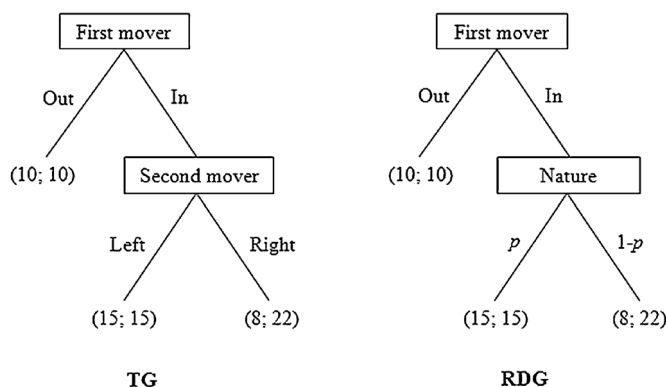 First mover
Out
In
(10; 10)
Second mover
Left
Right
(15; 15)
(8; 22)
TG
First mover
Out
In
(10; 10)
Nature
p
1-p
(15; 15)
(8; 22)
RDG